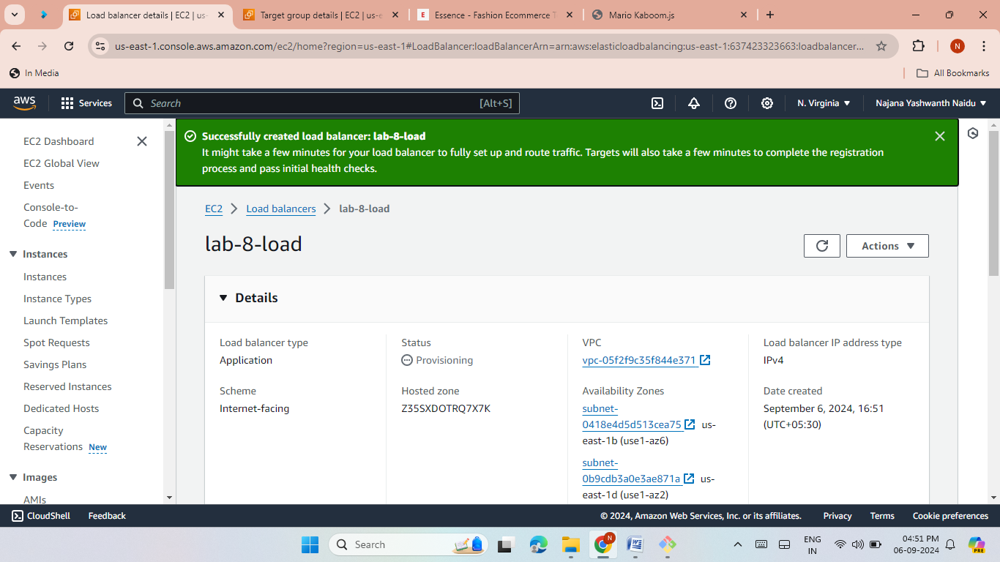 Load balancer details | EC2 | us-
Target group details | EC2 | us-e
E Essence - Fashion Ecommerce T
Mario Kaboom.js
us-east-1.console.aws.amazon.com/ec2/home?region=us-east-1#LoadBalancer:loadBalancerArn=arn:aws:elasticloadbalancing:us-east-1:637423323663:loadbalancer...
N
In Media
All Bookmarks
aws
Services
Search
[Alt+S]
N. Virginia
Najana Yashwanth Naidu
EC2 Dashboard
EC2 Global View
Events
Console-to-
Code Preview
Instances
Instances
Instance Types
Launch Templates
Spot Requests
Savings Plans
Reserved Instances
Dedicated Hosts
Capacity
Reservations New
Images
AMIs
Successfully created load balancer: lab-8-load
It might take a few minutes for your load balancer to fully set up and route traffic. Targets will also take a few minutes to complete the registration
process and pass initial health checks.
EC2 > Load balancers > lab-8-load
lab-8-load
Actions
Details
Load balancer type
Application
Scheme
Internet-facing
Status
Provisioning
Hosted zone
Z35SXDOTRQ7X7K
VPC
vpc-05f2f9c35f844e371
Availability Zones
subnet-
0418e4d5d513cea75 us-
east-1b (use1-az6)
subnet-
0b9cdb3a0e3ae871a us-
east-1d (use1-az2)
Load balancer IP address type
IPv4
Date created
September 6, 2024, 16:51
(UTC+05:30)
CloudShell
Feedback
© 2024, Amazon Web Services, Inc. or its affiliates.
Privacy
Terms
Cookie preferences
Search
N
ENG
IN
04:51 PM
06-09-2024
PRE